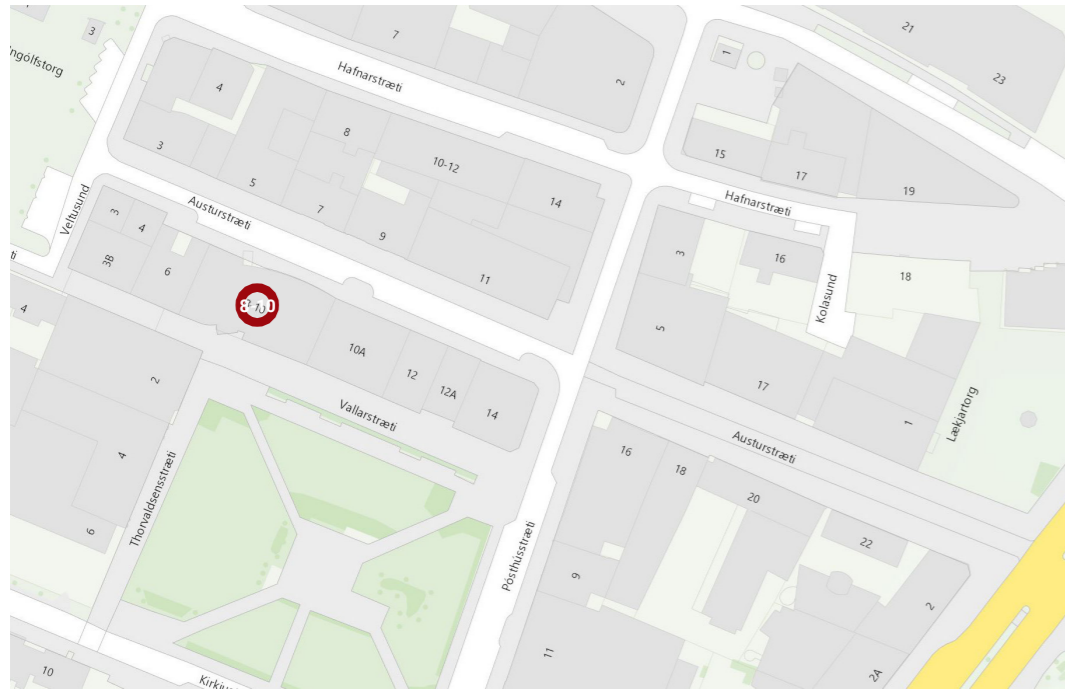 3
Ingólfstorg
4
7
Hafnarstræti
2
1
21
23
8
10-12
15
17
19
3
5
7
9
14
11
Veltusund
Austurstræti
Hafnarstræti
3
4
3B
6
3
16
18
Kolasund
8-10
4
10A
12
12A
14
5
17
1
Lækjartorg
2
Vallarstræti
Austurstræti
16
18
20
22
4
6
Thorvaldsensstræti
Pósthússtræti
9
2
11
2A
10